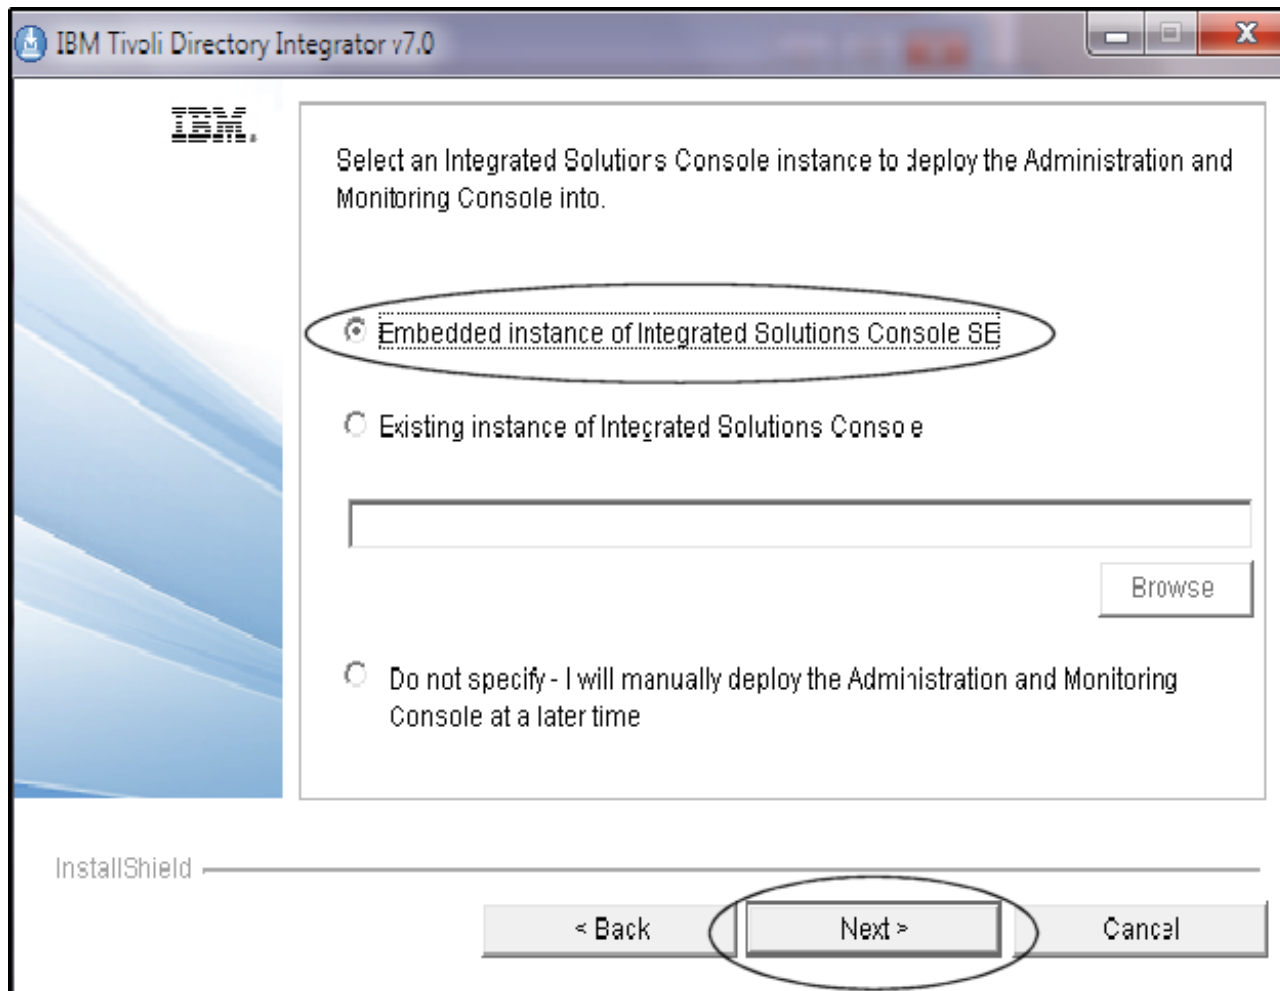 IBM Tivoli Directory Integrator v7.0
IBM.
Select an Integrated Solutions Console instance to deploy the Administration and
Monitoring Console into.
Embedded instance of Integrated Solutions Console SE
Existing instance of Integrated Solutions Console
Browse
Do not specify - I will manually deploy the Administration and Monitoring
Console at a later time
InstallShield
< Back
Next >
Cancel